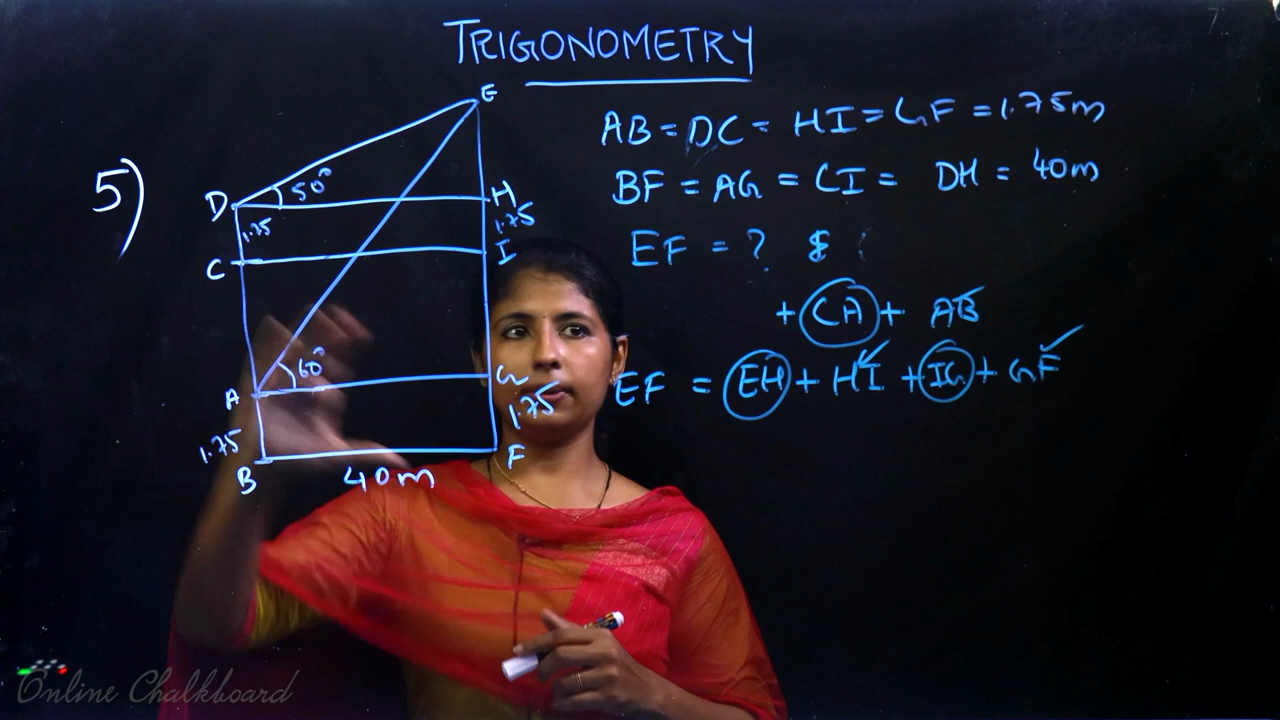 TRIGONOMETRY
5)
E
D 50° H
1.75 1.75
C I
60°
A G
1.75 1.75
B 40m F
AB = DC = HI = GF = 1.75m
BF = AG = CI = DH = 40m
EF = ? $
+ CA + AB
EF = EH + HI + IG + GF
Online Chalkboard